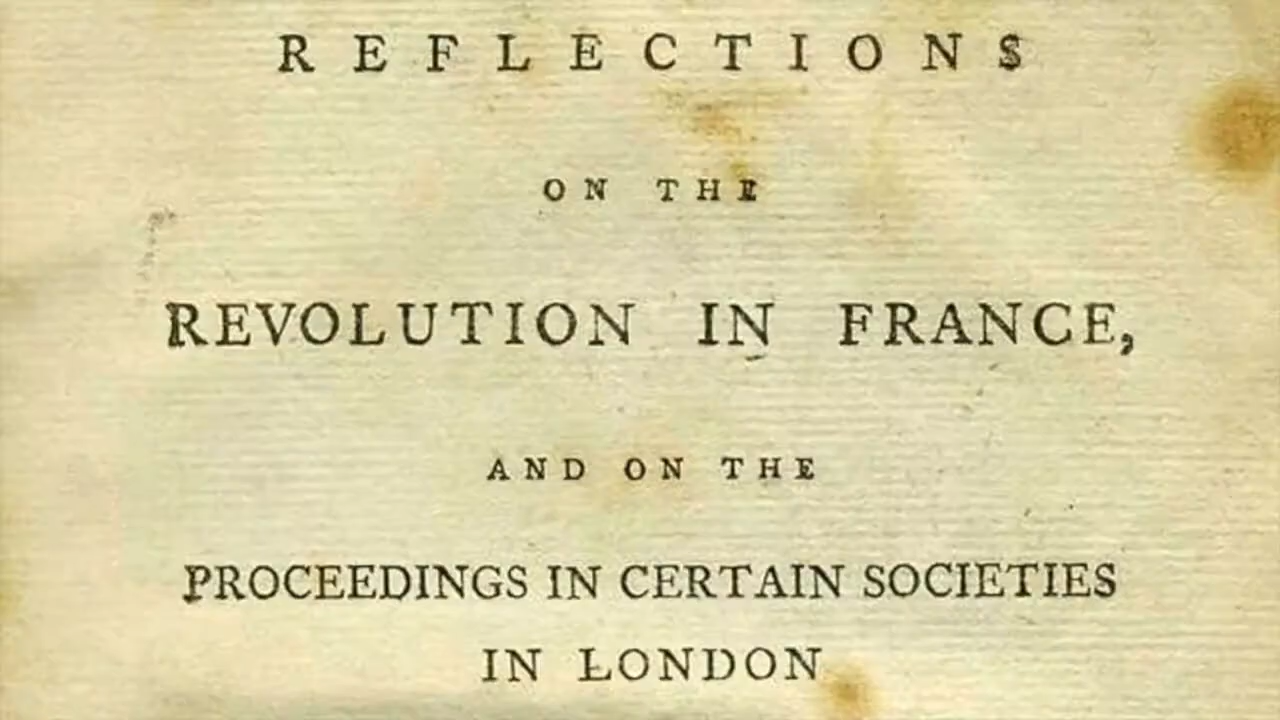 REFLECTIONS
ON THE
REVOLUTION IN FRANCE,
AND ON THE
PROCEEDINGS IN CERTAIN SOCIETIES
IN LONDON